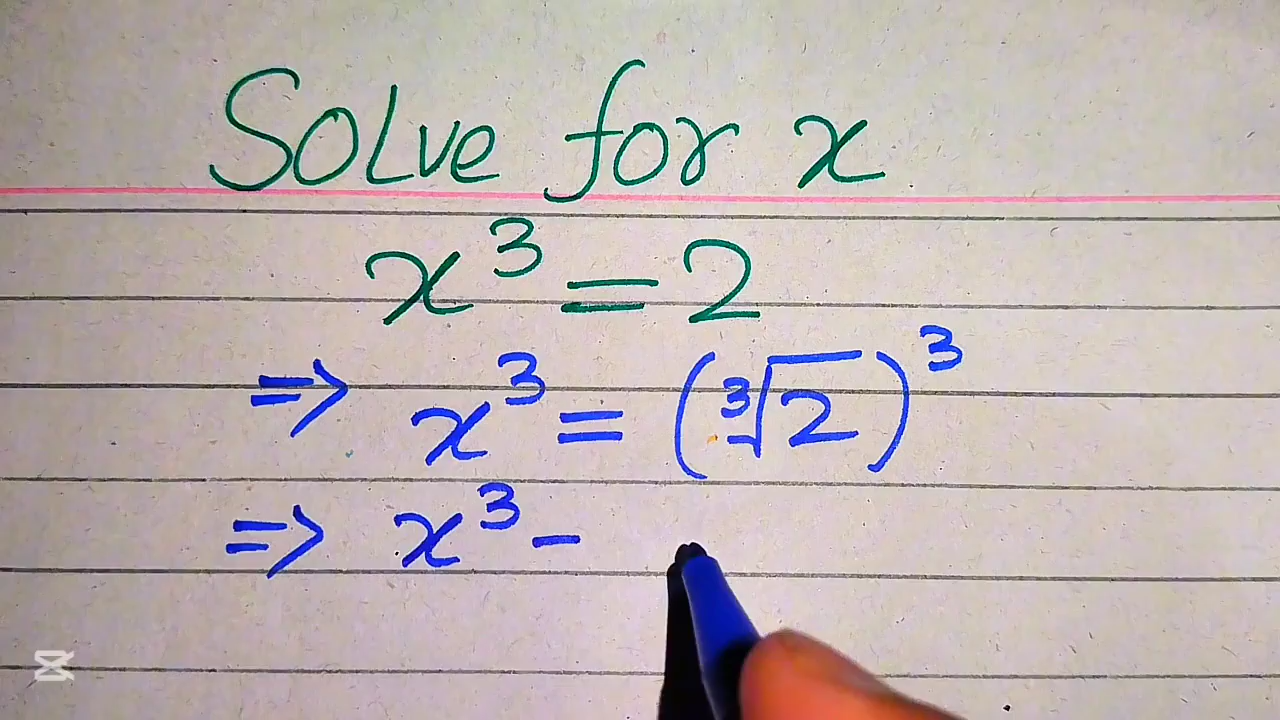 Solve for x
x³ = 2
⇒ x³ = (∛2)³
⇒ x³ -